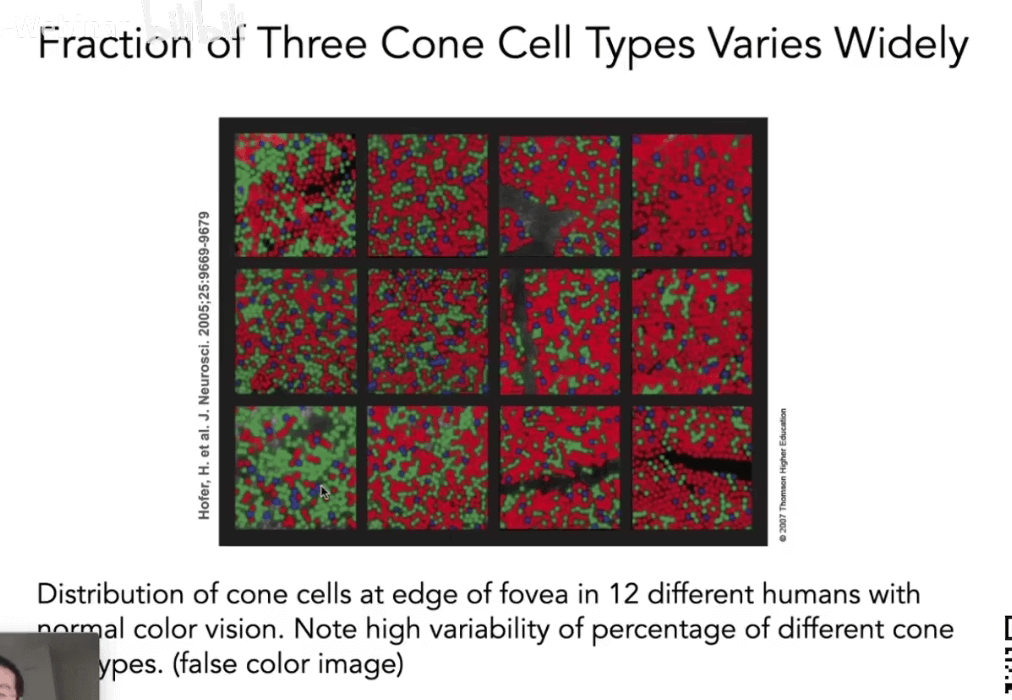 Fraction of Three Cone Cell Types Varies Widely
Hofer, H. et al. J. Neurosci. 2005;25:9669-9679
© 2007 Thomson Higher Education
Distribution of cone cells at edge of fovea in 12 different humans with
normal color vision. Note high variability of percentage of different cone
ypes. (false color image)